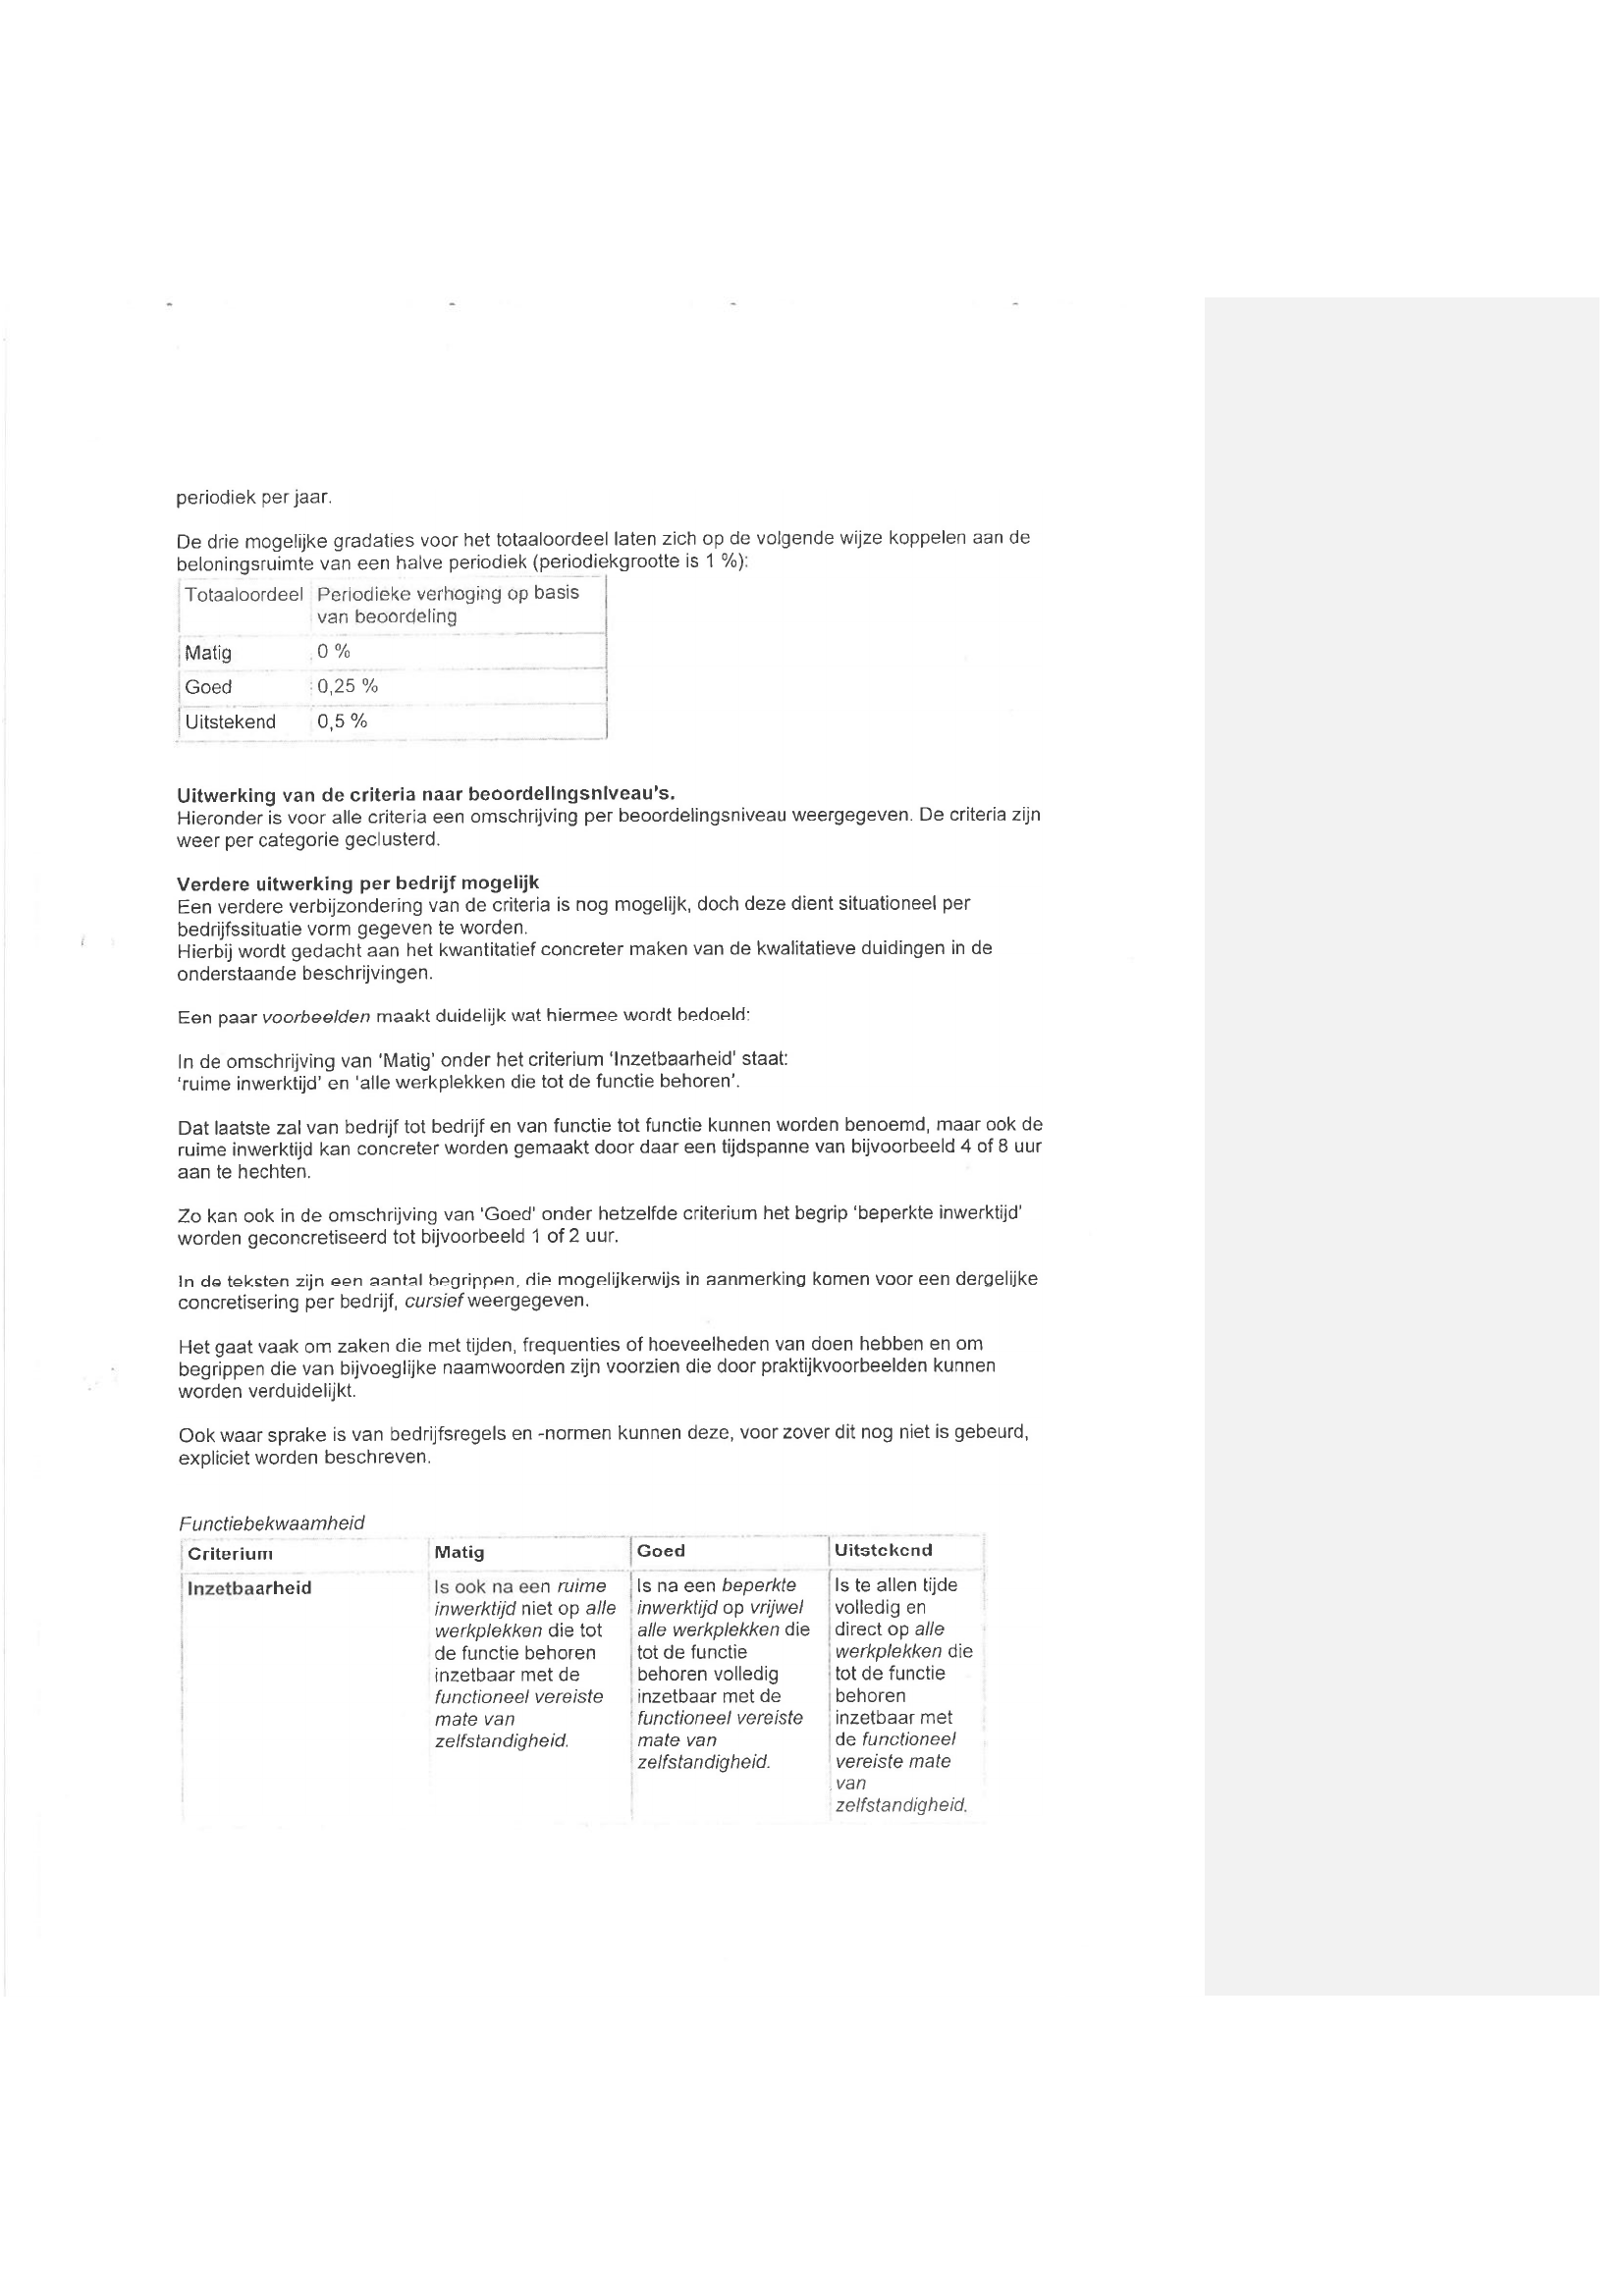 periodiek per jaar.
De drie mogelijke gradaties voor het totaaloordeel laten zich op de volgende wijze koppelen aan de
beloningsruimte van een halve periodiek (periodiekgrootte is 1 %):
Totaaloordeel Periodieke verhoging op basis
van beoordeling
Matig 0 %
Goed 0,25 %
Uitstekend 0,5 %
Uitwerking van de criteria naar beoordelingsniveau's.
Hieronder is voor alle criteria een omschrijving per beoordelingsniveau weergegeven. De criteria zijn
weer per categorie geclusterd.
Verdere uitwerking per bedrijf mogelijk
Een verdere verbijzondering van de criteria is nog mogelijk, doch deze dient situationeel per
bedrijfssituatie vorm gegeven te worden.
Hierbij wordt gedacht aan het kwantitatief concreter maken van de kwalitatieve duidingen in de
onderstaande beschrijvingen.
Een paar voorbeelden maakt duidelijk wat hiermee wordt bedoeld:
In de omschrijving van 'Matig' onder het criterium 'Inzetbaarheid' staat:
'ruime inwerktijd' en 'alle werkplekken die tot de functie behoren'.
Dat laatste zal van bedrijf tot bedrijf en van functie tot functie kunnen worden benoemd, maar ook de
ruime inwerktijd kan concreter worden gemaakt door daar een tijdspanne van bijvoorbeeld 4 of 8 uur
aan te hechten.
Zo kan ook in de omschrijving van 'Goed' onder hetzelfde criterium het begrip 'beperkte inwerktijd'
worden geconcretiseerd tot bijvoorbeeld 1 of 2 uur.
In de teksten zijn een aantal begrippen, die mogelijkerwijs in aanmerking komen voor een dergelijke
concretisering per bedrijf, cursief weergegeven.
Het gaat vaak om zaken die met tijden, frequenties of hoeveelheden van doen hebben en om
begrippen die van bijvoeglijke naamwoorden zijn voorzien die door praktijkvoorbeelden kunnen
worden verduidelijkt.
Ook waar sprake is van bedrijfsregels en -normen kunnen deze, voor zover dit nog niet is gebeurd,
expliciet worden beschreven.
Functiebekwaamheid
Criterium Matig Goed Uitstekend
Inzetbaarheid Is ook na een ruime Is na een beperkte Is te allen tijde
inwerktijd niet op alle inwerktijd op vrijwel volledig en
werkplekken die tot alle werkplekken die direct op alle
de functie behoren tot de functie werkplekken die
inzetbaar met de behoren volledig tot de functie
functioneel vereiste inzetbaar met de behoren
mate van functioneel vereiste inzetbaar met
zelfstandigheid. mate van de functioneel
zelfstandigheid. vereiste mate
van
zelfstandigheid.